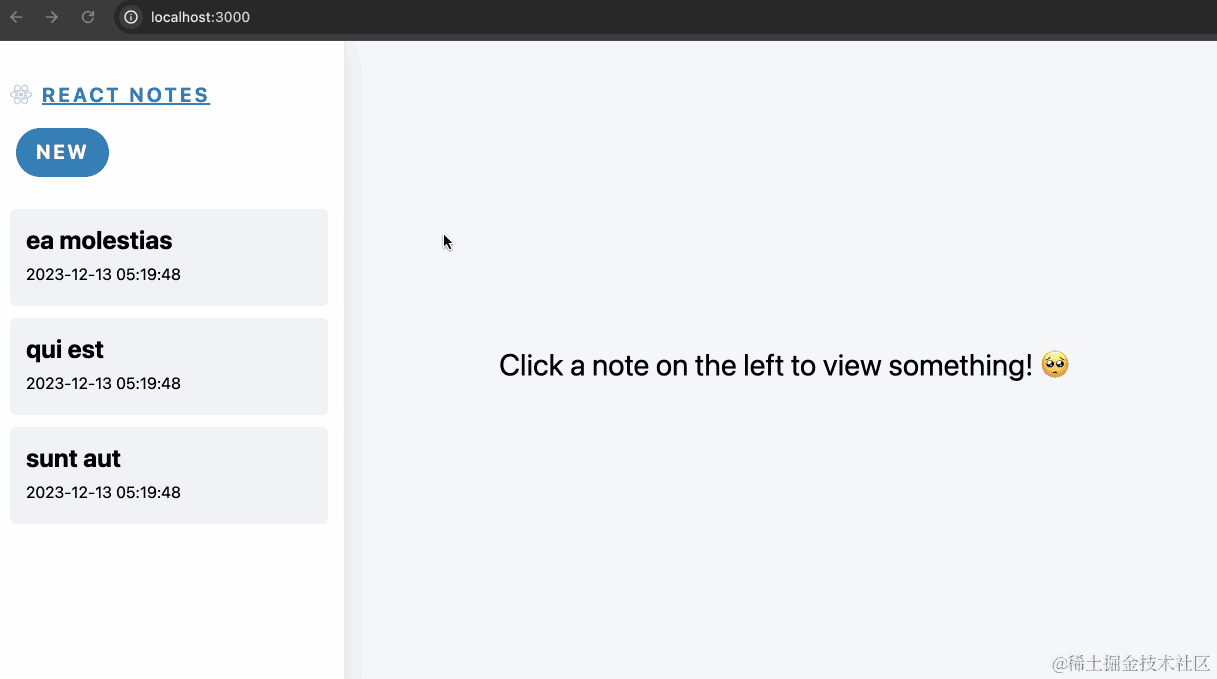 localhost:3000
REACT NOTES
NEW
ea molestias
2023-12-13 05:19:48
qui est
2023-12-13 05:19:48
sunt aut
2023-12-13 05:19:48
Click a note on the left to view something! 🥺
@稀土掘金技术社区